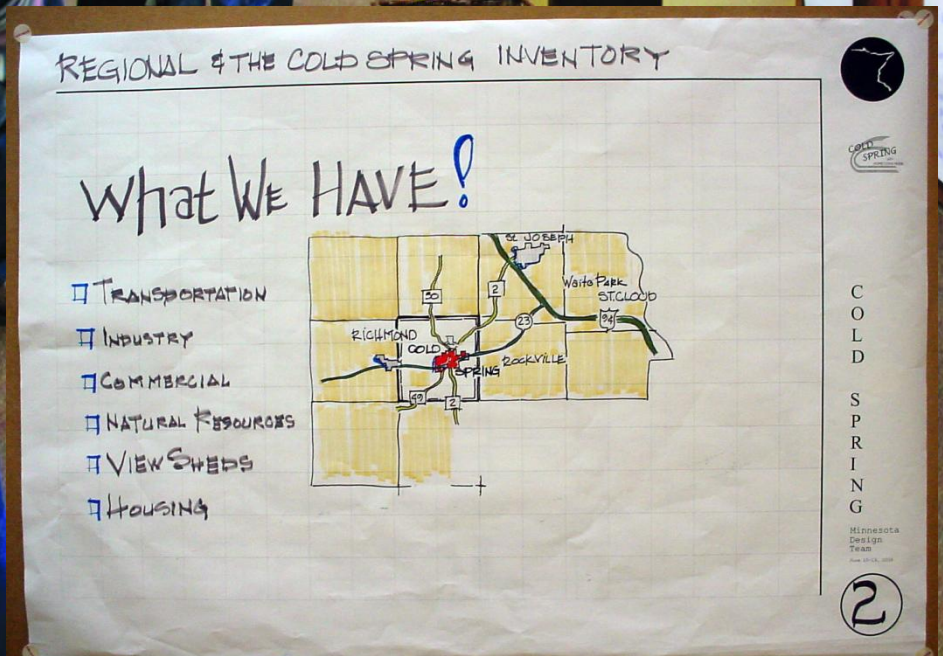 REGIONAL & THE COLD SPRING INVENTORY
What WE HAVE!
TRANSPORTATION
INDUSTRY
COMMERCIAL
NATURAL RESOURCES
VIEW SHEDS
HOUSING
ST. JOSEPH
Waite Park
ST. CLOUD
50
2
23
94
RICHMOND
COLD
SPRING
ROCKVILLE
49
2
COLD
SPRING
COLD SPRING
Minnesota
Design
Team
2